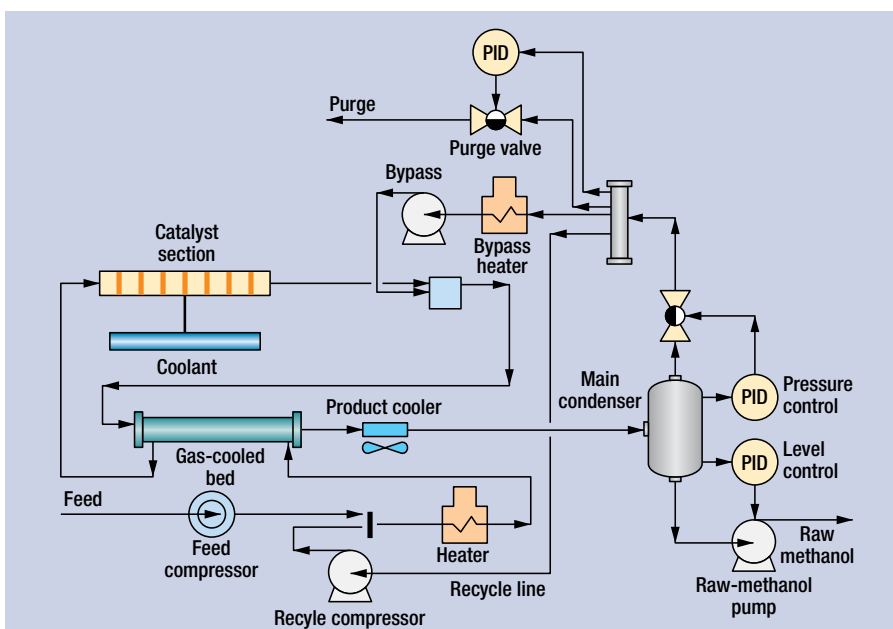 PID
Purge
Purge valve
Bypass
Bypass
heater
Catalyst
section
Coolant
Main
condenser
PID
Pressure
control
Product cooler
Gas-cooled
bed
PID
Level
control
Feed
Feed
compressor
Heater
Recycle line
Recyle compressor
Raw
methanol
Raw-methanol
pump